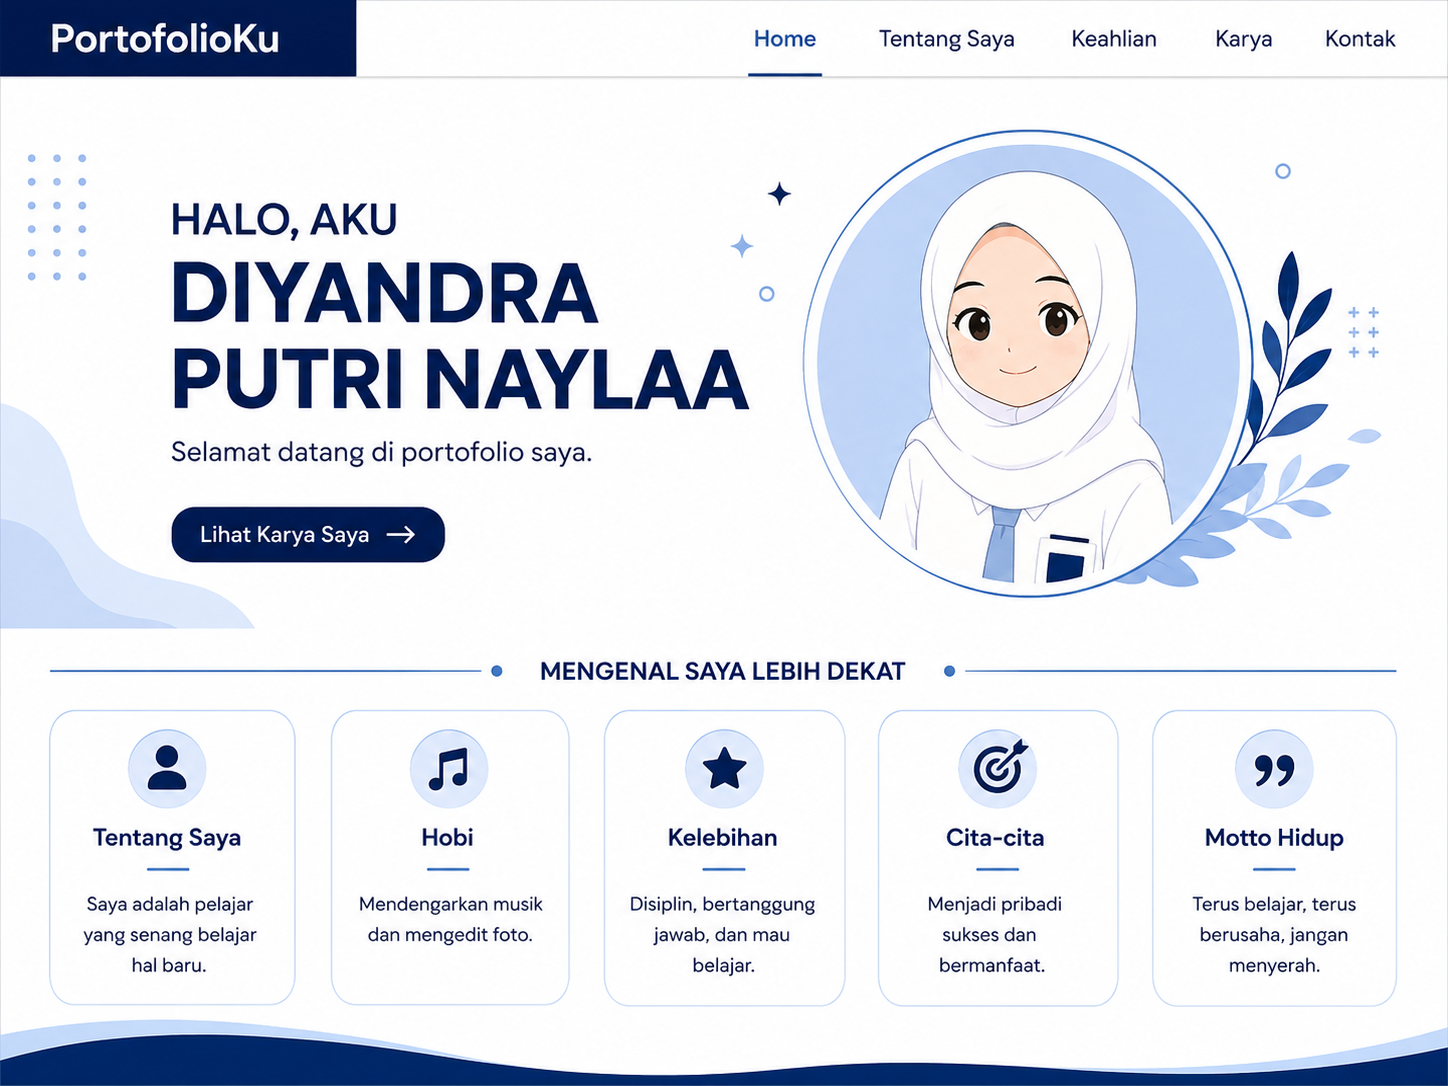 PortofolioKu
Home Tentang Saya Keahlian Karya Kontak
HALO, AKU
DIYANDRA
PUTRI NAYLAA
Selamat datang di portofolio saya.
Lihat Karya Saya →
MENGENAL SAYA LEBIH DEKAT
Tentang Saya
Saya adalah pelajar
yang senang belajar
hal baru.
Hobi
Mendengarkan musik
dan mengedit foto.
Kelebihan
Disiplin, bertanggung
jawab, dan mau
belajar.
Cita-cita
Menjadi pribadi
sukses dan
bermanfaat.
Motto Hidup
Terus belajar, terus
berusaha, jangan
menyerah.